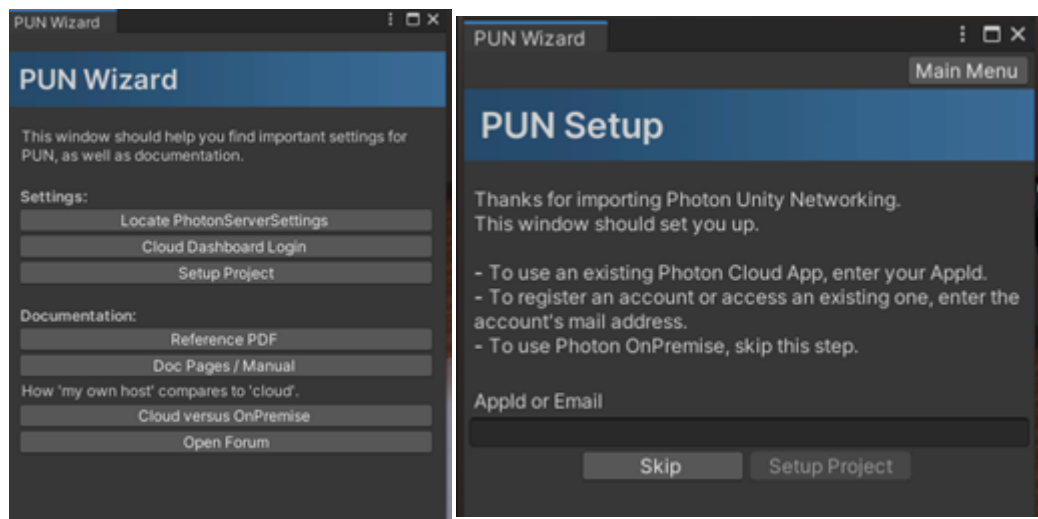 PUN Wizard
PUN Wizard
This window should help you find important settings for
PUN, as well as documentation.
Settings:
Locate PhotonServerSettings
Cloud Dashboard Login
Setup Project
Documentation:
Reference PDF
Doc Pages / Manual
How 'my own host' compares to 'cloud'.
Cloud versus OnPremise
Open Forum
PUN Wizard
Main Menu
PUN Setup
Thanks for importing Photon Unity Networking.
This window should set you up.
- To use an existing Photon Cloud App, enter your AppId.
- To register an account or access an existing one, enter the
account's mail address.
- To use Photon OnPremise, skip this step.
AppId or Email
Skip
Setup Project